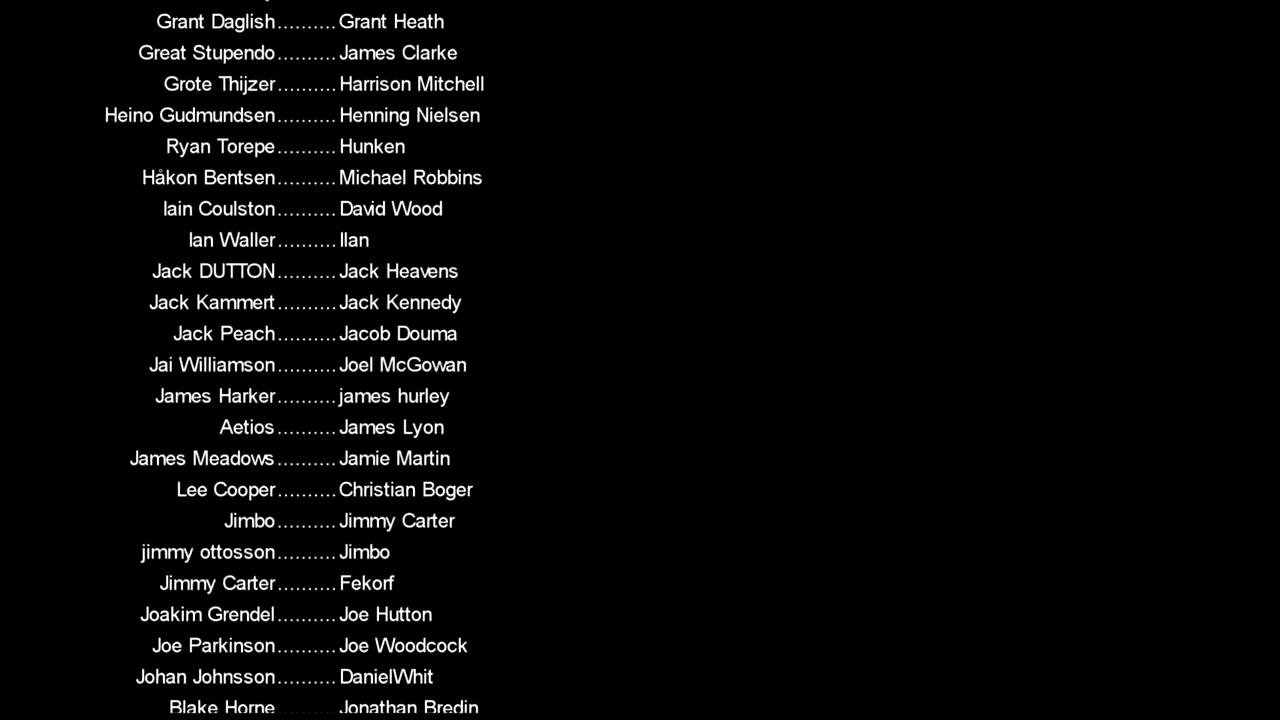 Grant Daglish..........Grant Heath
Great Stupendo..........James Clarke
Grote Thijzer..........Harrison Mitchell
Heino Gudmundsen..........Henning Nielsen
Ryan Torepe..........Hunken
Håkon Bentsen..........Michael Robbins
Iain Coulston..........David Wood
Ian Waller..........Ilan
Jack DUTTON..........Jack Heavens
Jack Kammert..........Jack Kennedy
Jack Peach..........Jacob Douma
Jai Williamson..........Joel McGowan
James Harker..........james hurley
Aetios..........James Lyon
James Meadows..........Jamie Martin
Lee Cooper..........Christian Boger
Jimbo..........Jimmy Carter
jimmy ottosson..........Jimbo
Jimmy Carter..........Fekorf
Joakim Grendel..........Joe Hutton
Joe Parkinson..........Joe Woodcock
Johan Johnsson..........DanielWhit
Blake Horne..........Jonathan Bredin